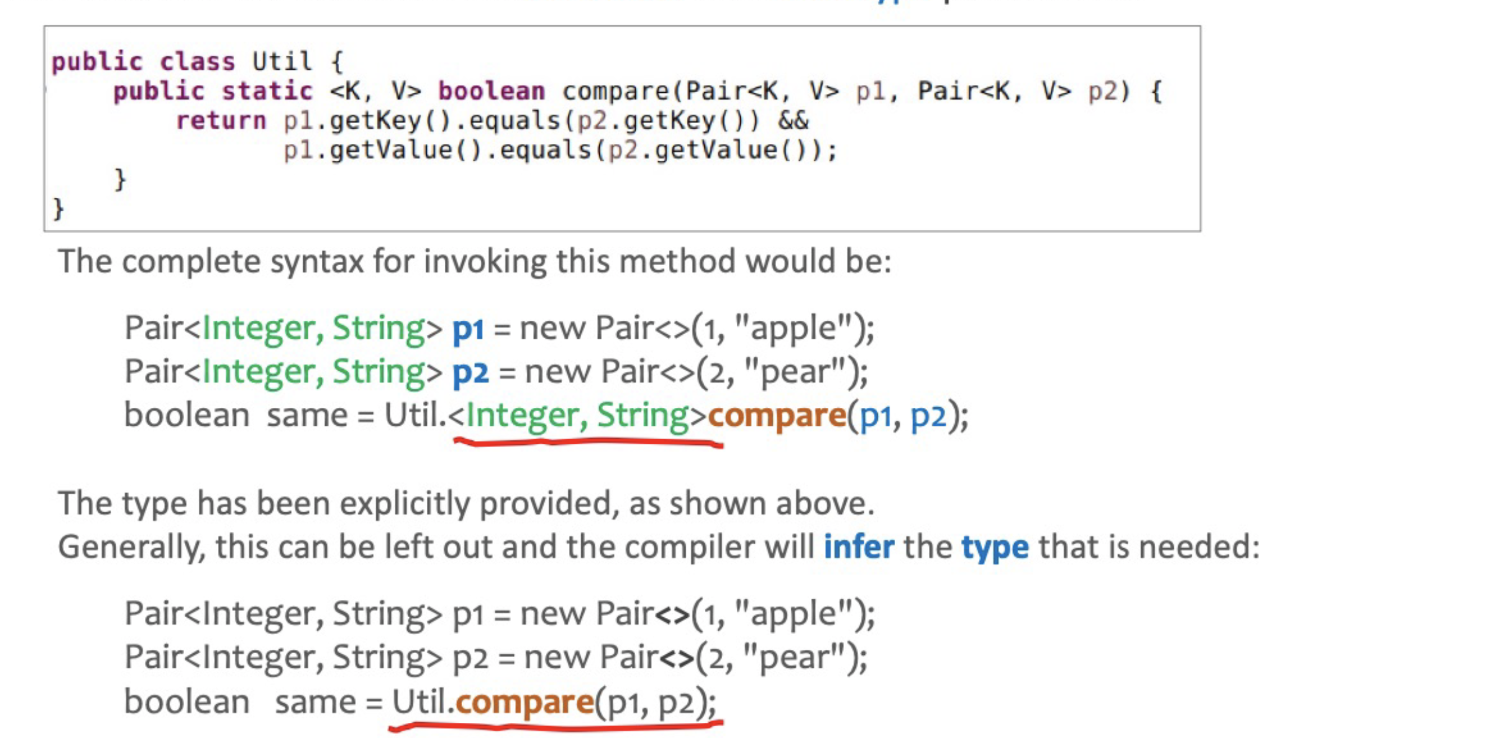 public class Util {
public static <K, V> boolean compare(Pair<K, V> p1, Pair<K, V> p2) {
return p1.getKey().equals(p2.getKey()) &&
p1.getValue().equals(p2.getValue());
}
}
The complete syntax for invoking this method would be:
Pair<Integer, String> p1 = new Pair<>(1, "apple");
Pair<Integer, String> p2 = new Pair<>(2, "pear");
boolean same = Util.<Integer, String>compare(p1, p2);
The type has been explicitly provided, as shown above.
Generally, this can be left out and the compiler will infer the type that is needed:
Pair<Integer, String> p1 = new Pair<>(1, "apple");
Pair<Integer, String> p2 = new Pair<>(2, "pear");
boolean same = Util.compare(p1, p2);